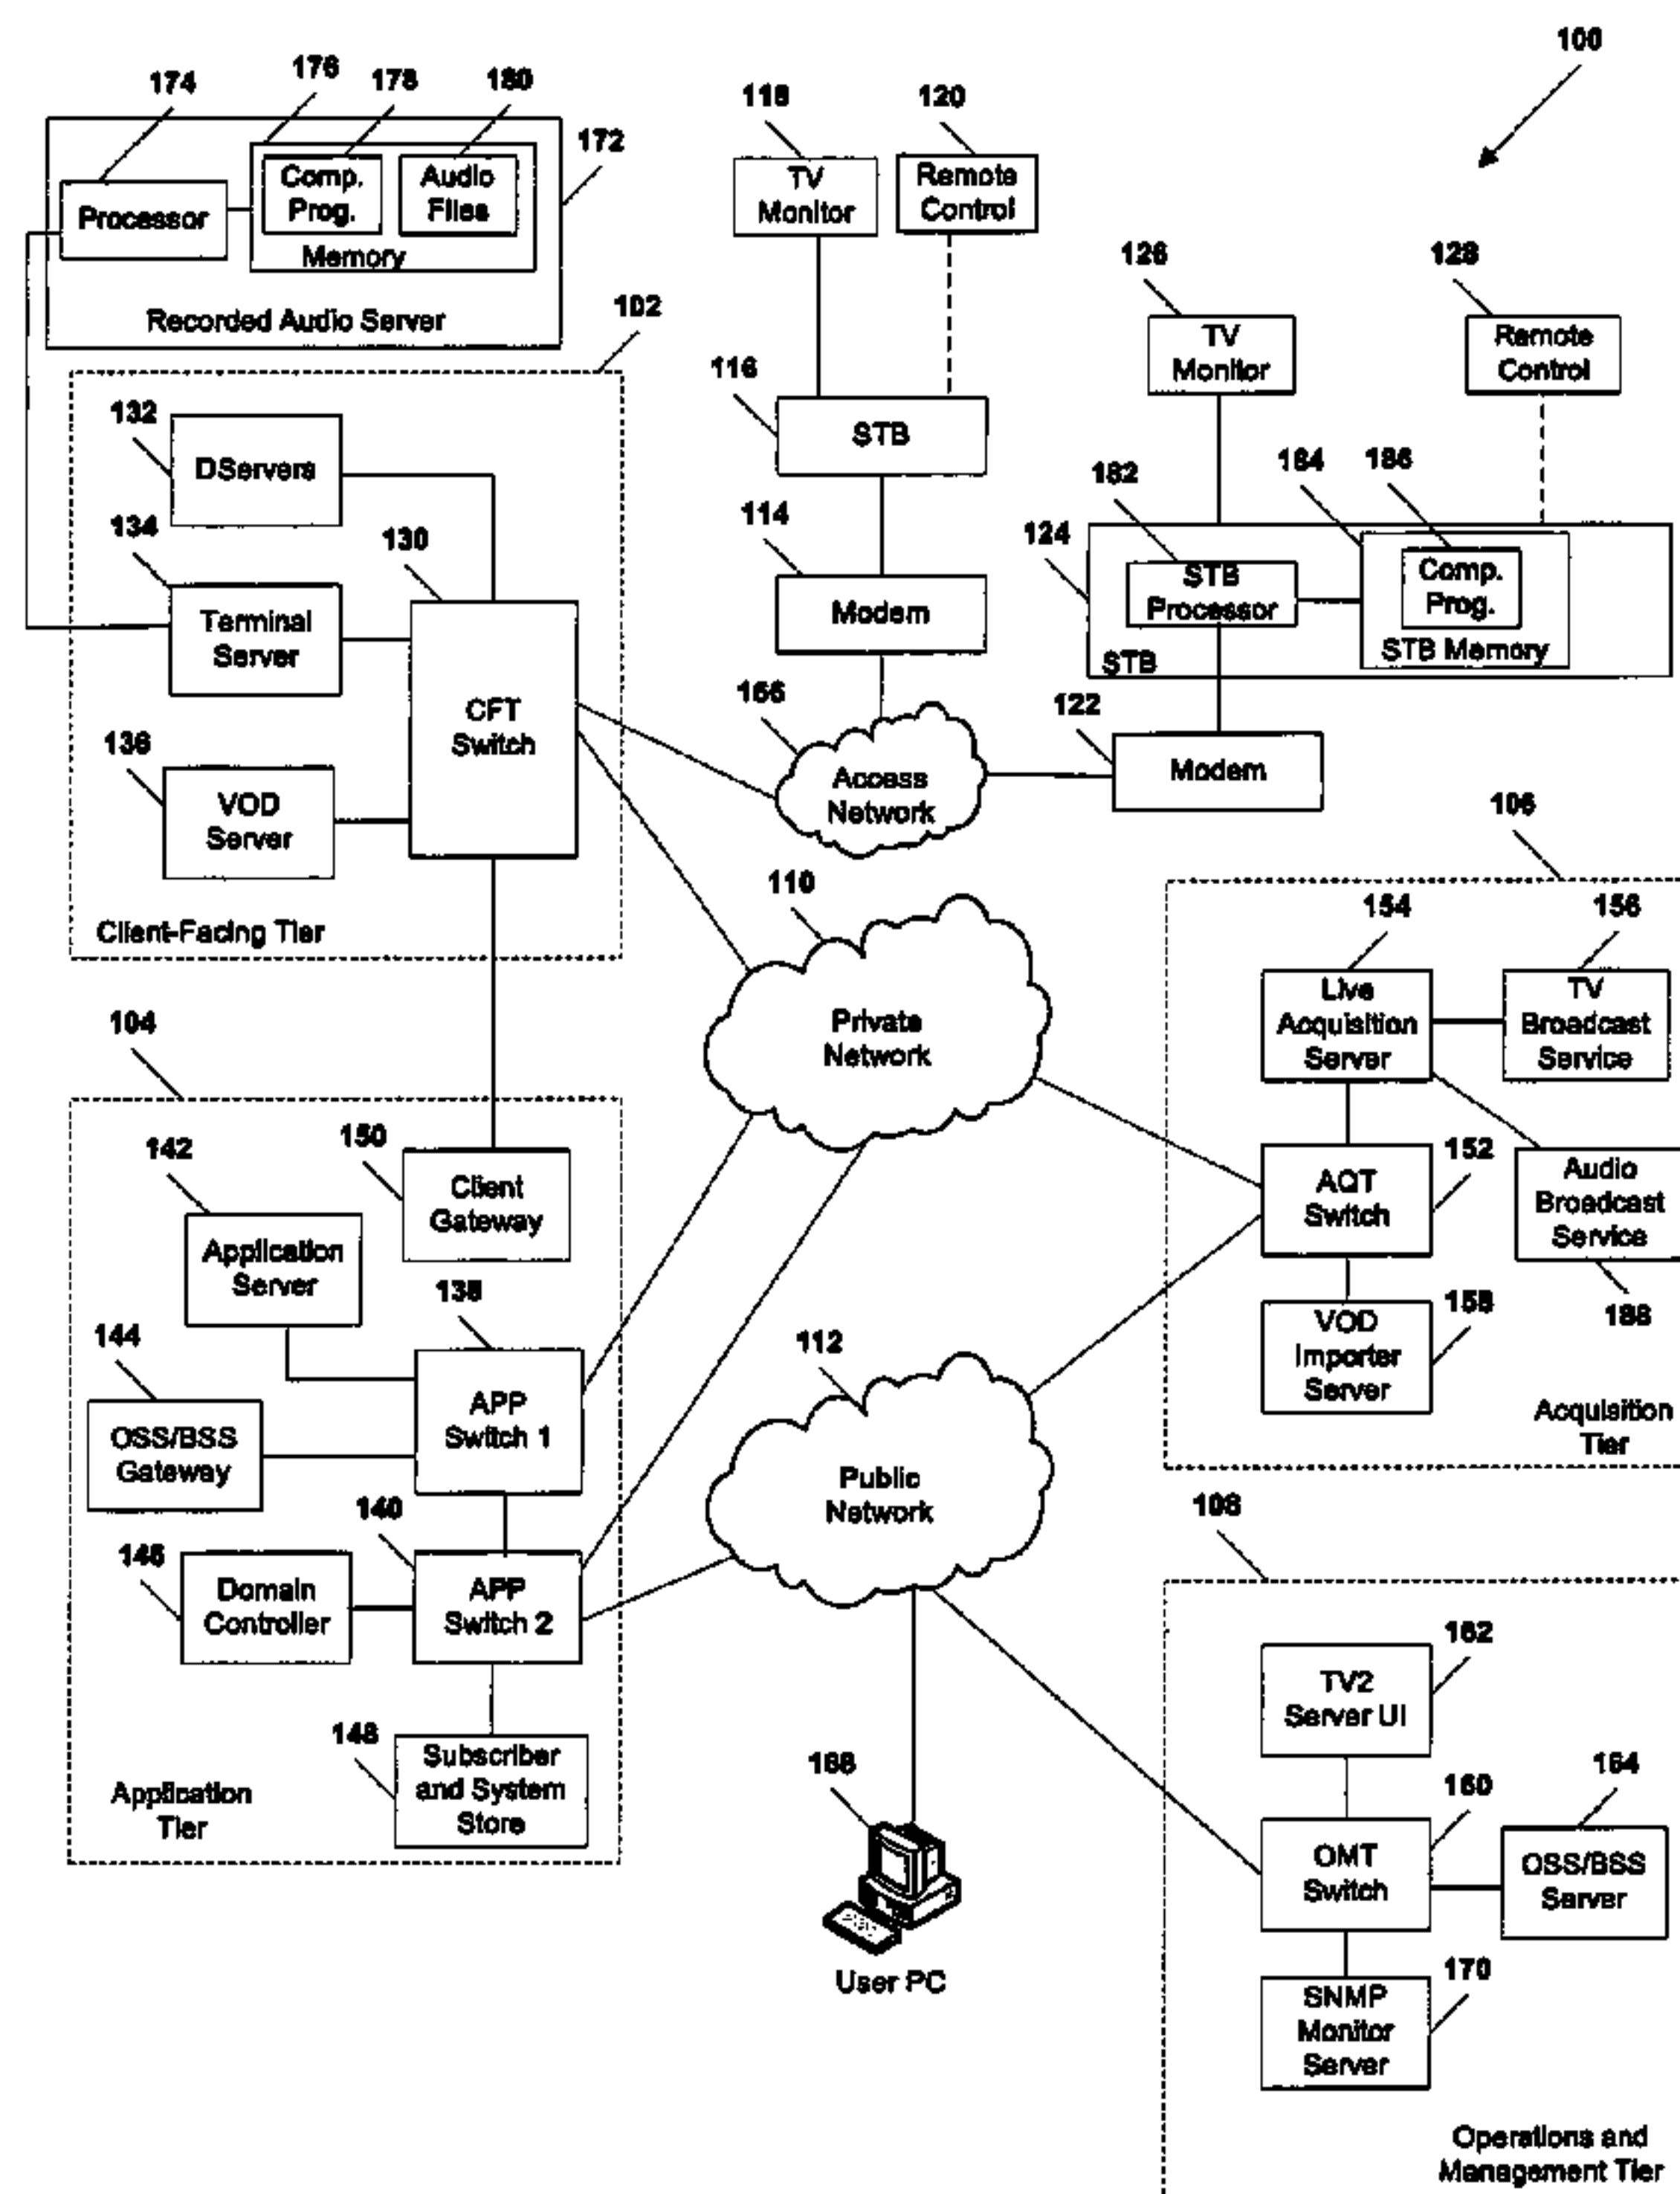 100
174
176
178
180
172
Comp.
Prog.
Audio
Files
Processor
Memory
Recorded Audio Server
118
120
TV
Monitor
Remote
Control
126
128
TV
Monitor
Remote
Control
102
132
DServers
134
130
Terminal
Server
CFT
Switch
136
VOD
Server
Client-Facing Tier
116
STB
114
Modem
166
Access
Network
182
184
186
124
STB
Processor
Comp.
Prog.
STB Memory
STB
122
Modem
110
Private
Network
106
154
156
Live
Acquisition
Server
TV
Broadcast
Service
152
AQT
Switch
Audio
Broadcast
Service
188
158
VOD
Importer
Server
Acquisition
Tier
104
150
142
Client
Gateway
Application
Server
138
144
APP
Switch 1
OSS/BSS
Gateway
140
146
Domain
Controller
APP
Switch 2
148
Subscriber
and System
Store
Application
Tier
112
Public
Network
168
User PC
108
162
TV2
Server UI
160
164
OMT
Switch
OSS/BSS
Server
170
SNMP
Monitor
Server
Operations and
Management Tier